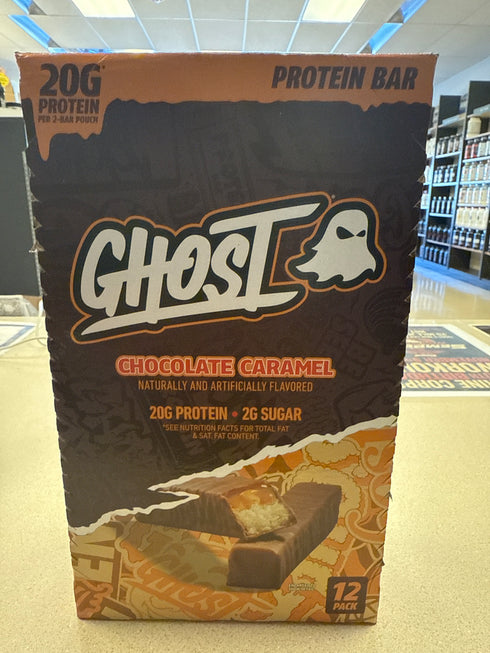 20G*
PROTEIN
PER 2-BAR POUCH
PROTEIN BAR
GHOST
CHOCOLATE CARAMEL
NATURALLY AND ARTIFICIALLY FLAVORED
20G PROTEIN • 2G SUGAR
*SEE NUTRITION FACTS FOR TOTAL FAT
& SAT. FAT CONTENT.
12
PACK